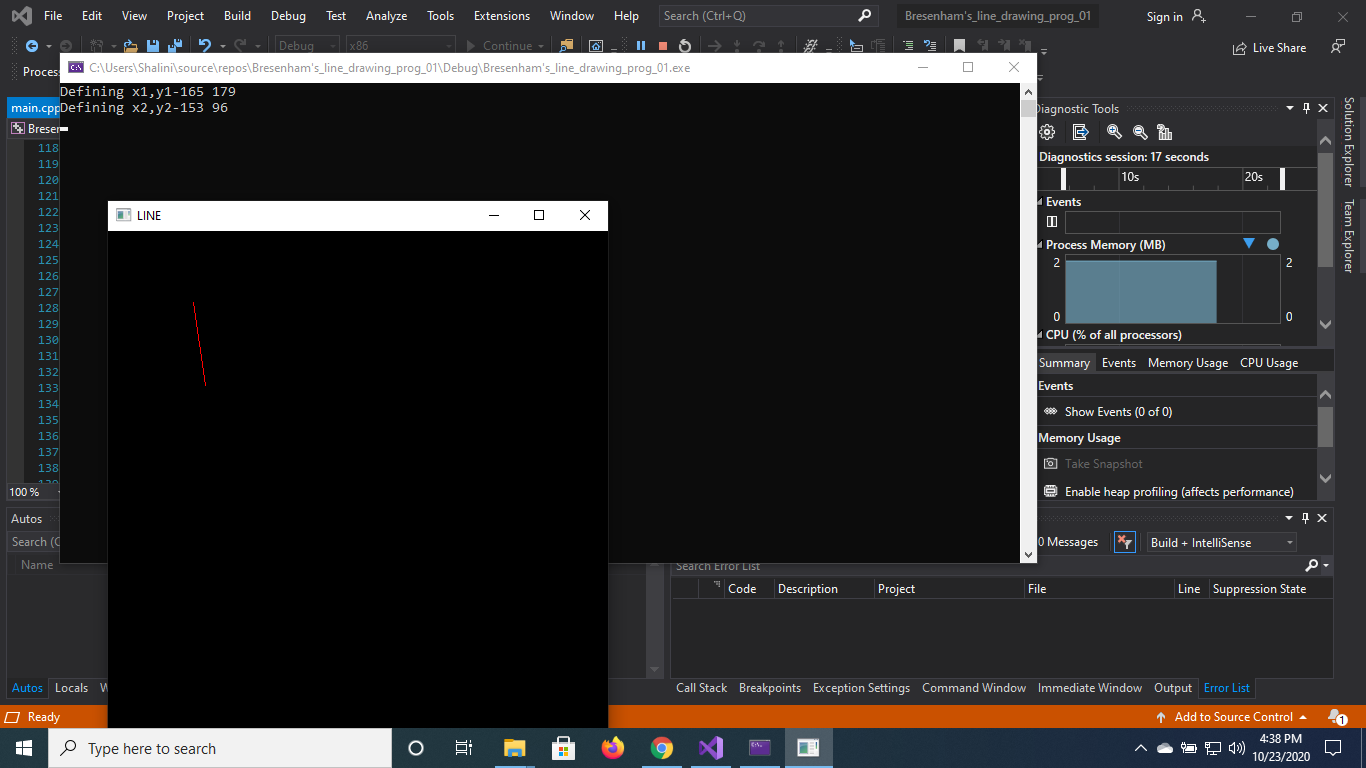 File Edit View Project Build Debug Test Analyze Tools Extensions Window Help Search (Ctrl+Q) Bresenham's_line_drawing_prog_01 Sign in
Debug x86 Continue Live Share
Process
C:\Users\Shalini\source\repos\Bresenham's_line_drawing_prog_01\Debug\Bresenham's_line_drawing_prog_01.exe
Defining x1,y1-165 179
Defining x2,y2-153 96
main.cpp
Bresen
118
119
120
121
122
123
124
125
126
127
128
129
130
131
132
133
134
135
136
137
138
139
100 %
LINE
Diagnostic Tools
Diagnostics session: 17 seconds
10s 20s
Events
Process Memory (MB)
2 2
0 0
CPU (% of all processors)
Summary Events Memory Usage CPU Usage
Events
Show Events (0 of 0)
Memory Usage
Take Snapshot
Enable heap profiling (affects performance)
Solution Explorer
Team Explorer
Autos
Search (C
Name
0 Messages Build + IntelliSense
Search Error List
Code Description Project File Line Suppression State
Autos Locals W
Call Stack Breakpoints Exception Settings Command Window Immediate Window Output Error List
Ready Add to Source Control 1
Type here to search
4:38 PM
10/23/2020